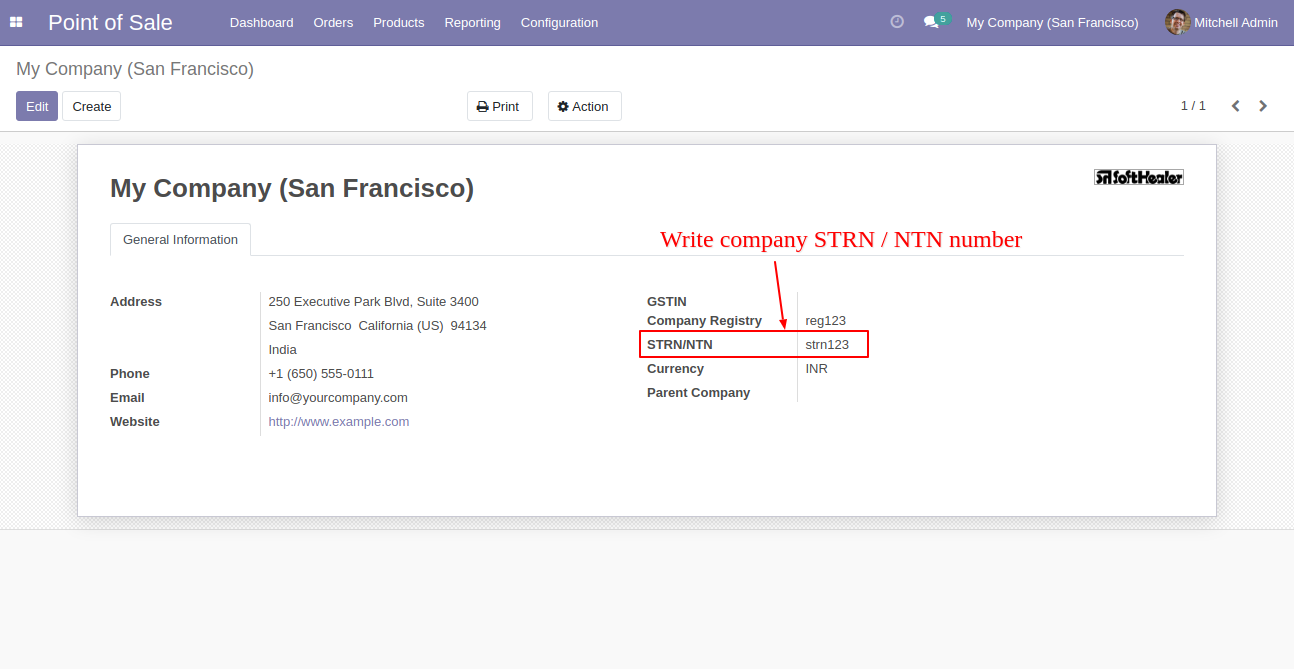 Point of Sale Dashboard Orders Products Reporting Configuration 5 My Company (San Francisco) Mitchell Admin
My Company (San Francisco)
Edit Create Print Action 1 / 1
My Company (San Francisco) SH SoftHealer
General Information
Write company STRN / NTN number
Address 250 Executive Park Blvd, Suite 3400
San Francisco California (US) 94134
India
Phone +1 (650) 555-0111
Email info@yourcompany.com
Website http://www.example.com
GSTIN
Company Registry reg123
STRN/NTN strn123
Currency INR
Parent Company